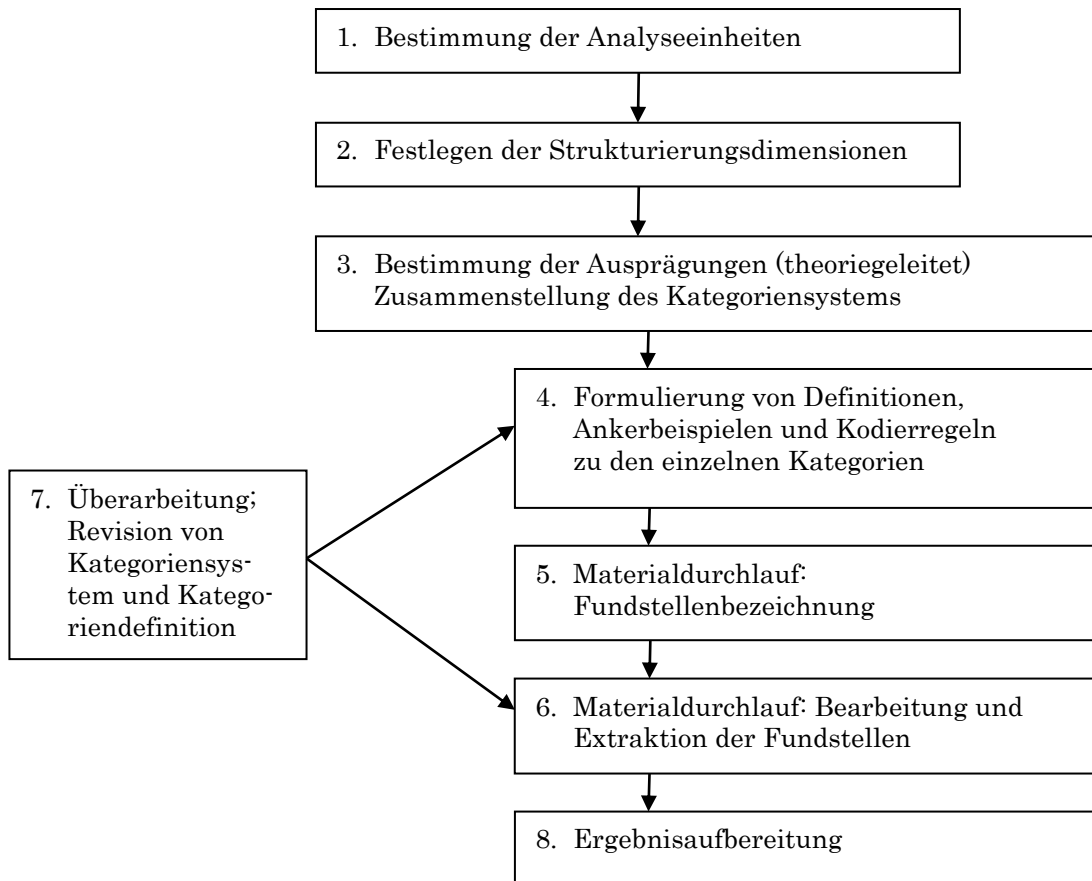 1. Bestimmung der Analyseeinheiten
2. Festlegen der Strukturierungsdimensionen
3. Bestimmung der Ausprägungen (theoriegeleitet)
Zusammenstellung des Kategoriensystems
4. Formulierung von Definitionen,
Ankerbeispielen und Kodierregeln
zu den einzelnen Kategorien
5. Materialdurchlauf:
Fundstellenbezeichnung
6. Materialdurchlauf: Bearbeitung und
Extraktion der Fundstellen
7. Überarbeitung;
Revision von
Kategoriensys-
tem und Katego-
riendefinition
8. Ergebnisaufbereitung